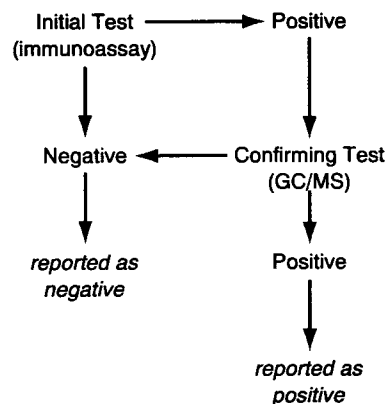 Initial Test
(immunoassay)
Positive
Negative
Confirming Test
(GC/MS)
reported as
negative
Positive
reported as
positive